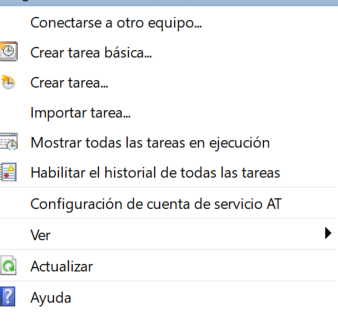 Conectarse a otro equipo...
Crear tarea básica...
Crear tarea...
Importar tarea...
Mostrar todas las tareas en ejecución
Habilitar el historial de todas las tareas
Configuración de cuenta de servicio AT
Ver
Actualizar
Ayuda